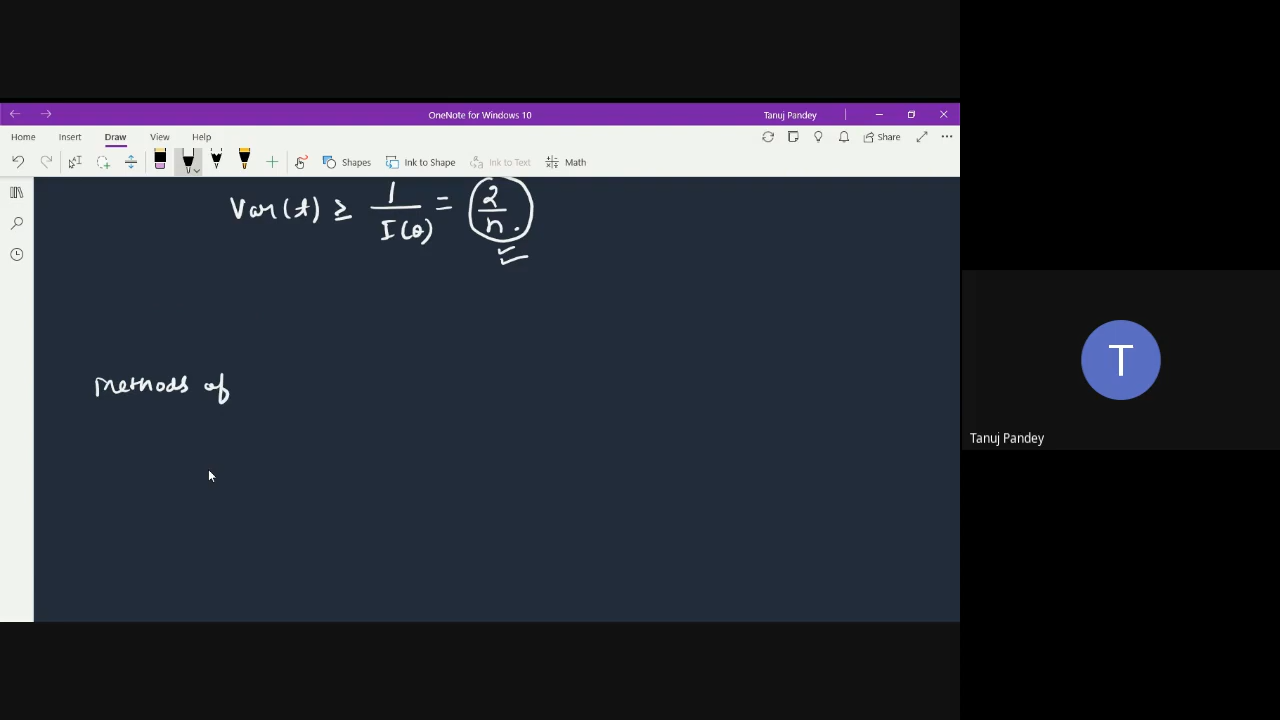 OneNote for Windows 10
Tanuj Pandey
Home Insert Draw View Help
Share
Shapes Ink to Shape Ink to Text Math
Var(t) ≥ 1/I(θ) = 2/n.
Methods of
T
Tanuj Pandey